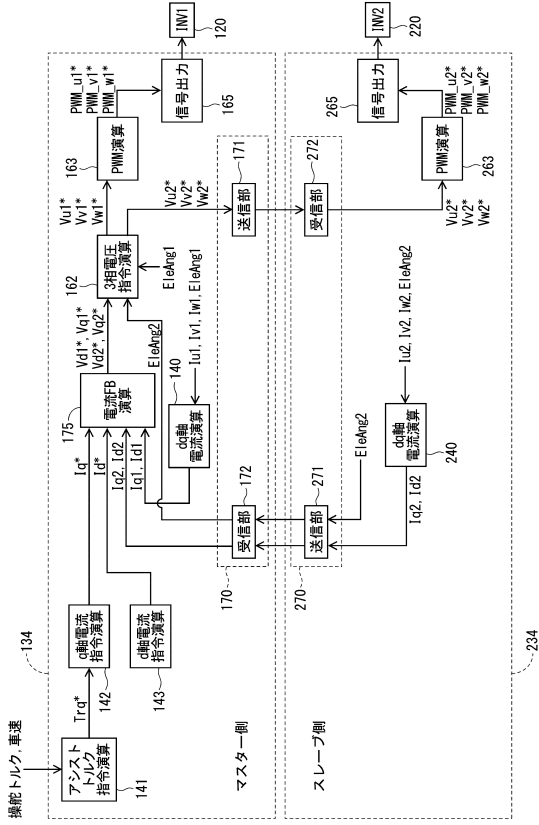 操舵トルク, 車速
134
アシスト
トルク
指令演算
141
Trq*
q軸電流
指令演算
142
d軸電流
指令演算
143
Iq*
Id*
Iq2, Id2
Iq1, Id1
175
電流FB
演算
Vd1*, Vq1*
Vd2*, Vq2*
EleAng2
140
dq軸
電流演算
Iu1, Iv1, Iw1, EleAng1
162
3相電圧
指令演算
EleAng1
Vu1*
Vv1*
Vw1*
163
PWM演算
PWM_u1*
PWM_v1*
PWM_w1*
信号出力
165
INV1
120
Vu2*
Vv2*
Vw2*
送信部
171
受信部
172
170
マスター側
スレーブ側
270
送信部
271
受信部
272
EleAng2
Iq2, Id2
dq軸
電流演算
240
Iu2, Iv2, Iw2, EleAng2
Vu2*
Vv2*
Vw2*
PWM演算
263
PWM_u2*
PWM_v2*
PWM_w2*
265
信号出力
INV2
220
234